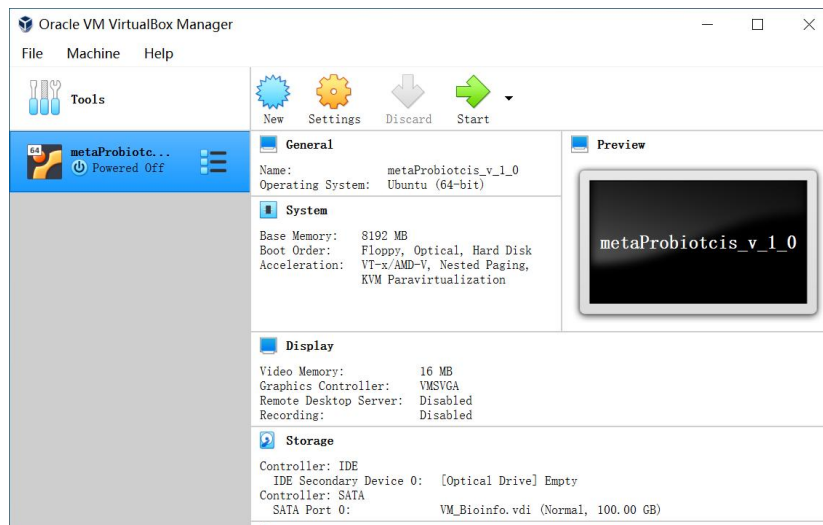 Oracle VM VirtualBox Manager
File Machine Help
Tools
New Settings Discard Start
64
metaProbiotc...
Powered Off
General
Name: metaProbiotcis_v_1_0
Operating System: Ubuntu (64-bit)
System
Base Memory: 8192 MB
Boot Order: Floppy, Optical, Hard Disk
Acceleration: VT-x/AMD-V, Nested Paging,
KVM Paravirtualization
Preview
metaProbiotcis_v_1_0
Display
Video Memory: 16 MB
Graphics Controller: VMSVGA
Remote Desktop Server: Disabled
Recording: Disabled
Storage
Controller: IDE
IDE Secondary Device 0: [Optical Drive] Empty
Controller: SATA
SATA Port 0: VM_Bioinfo.vdi (Normal, 100.00 GB)